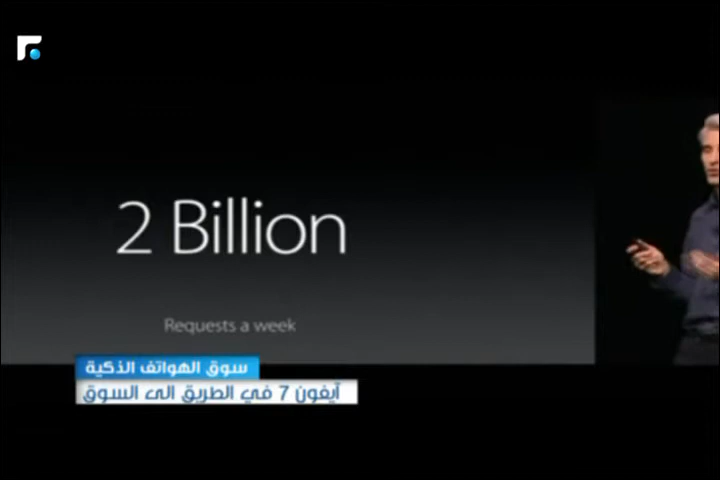 2 Billion
Requests a week
سوق الهواتف الذكية
آيفون 7 في الطريق الى السوق